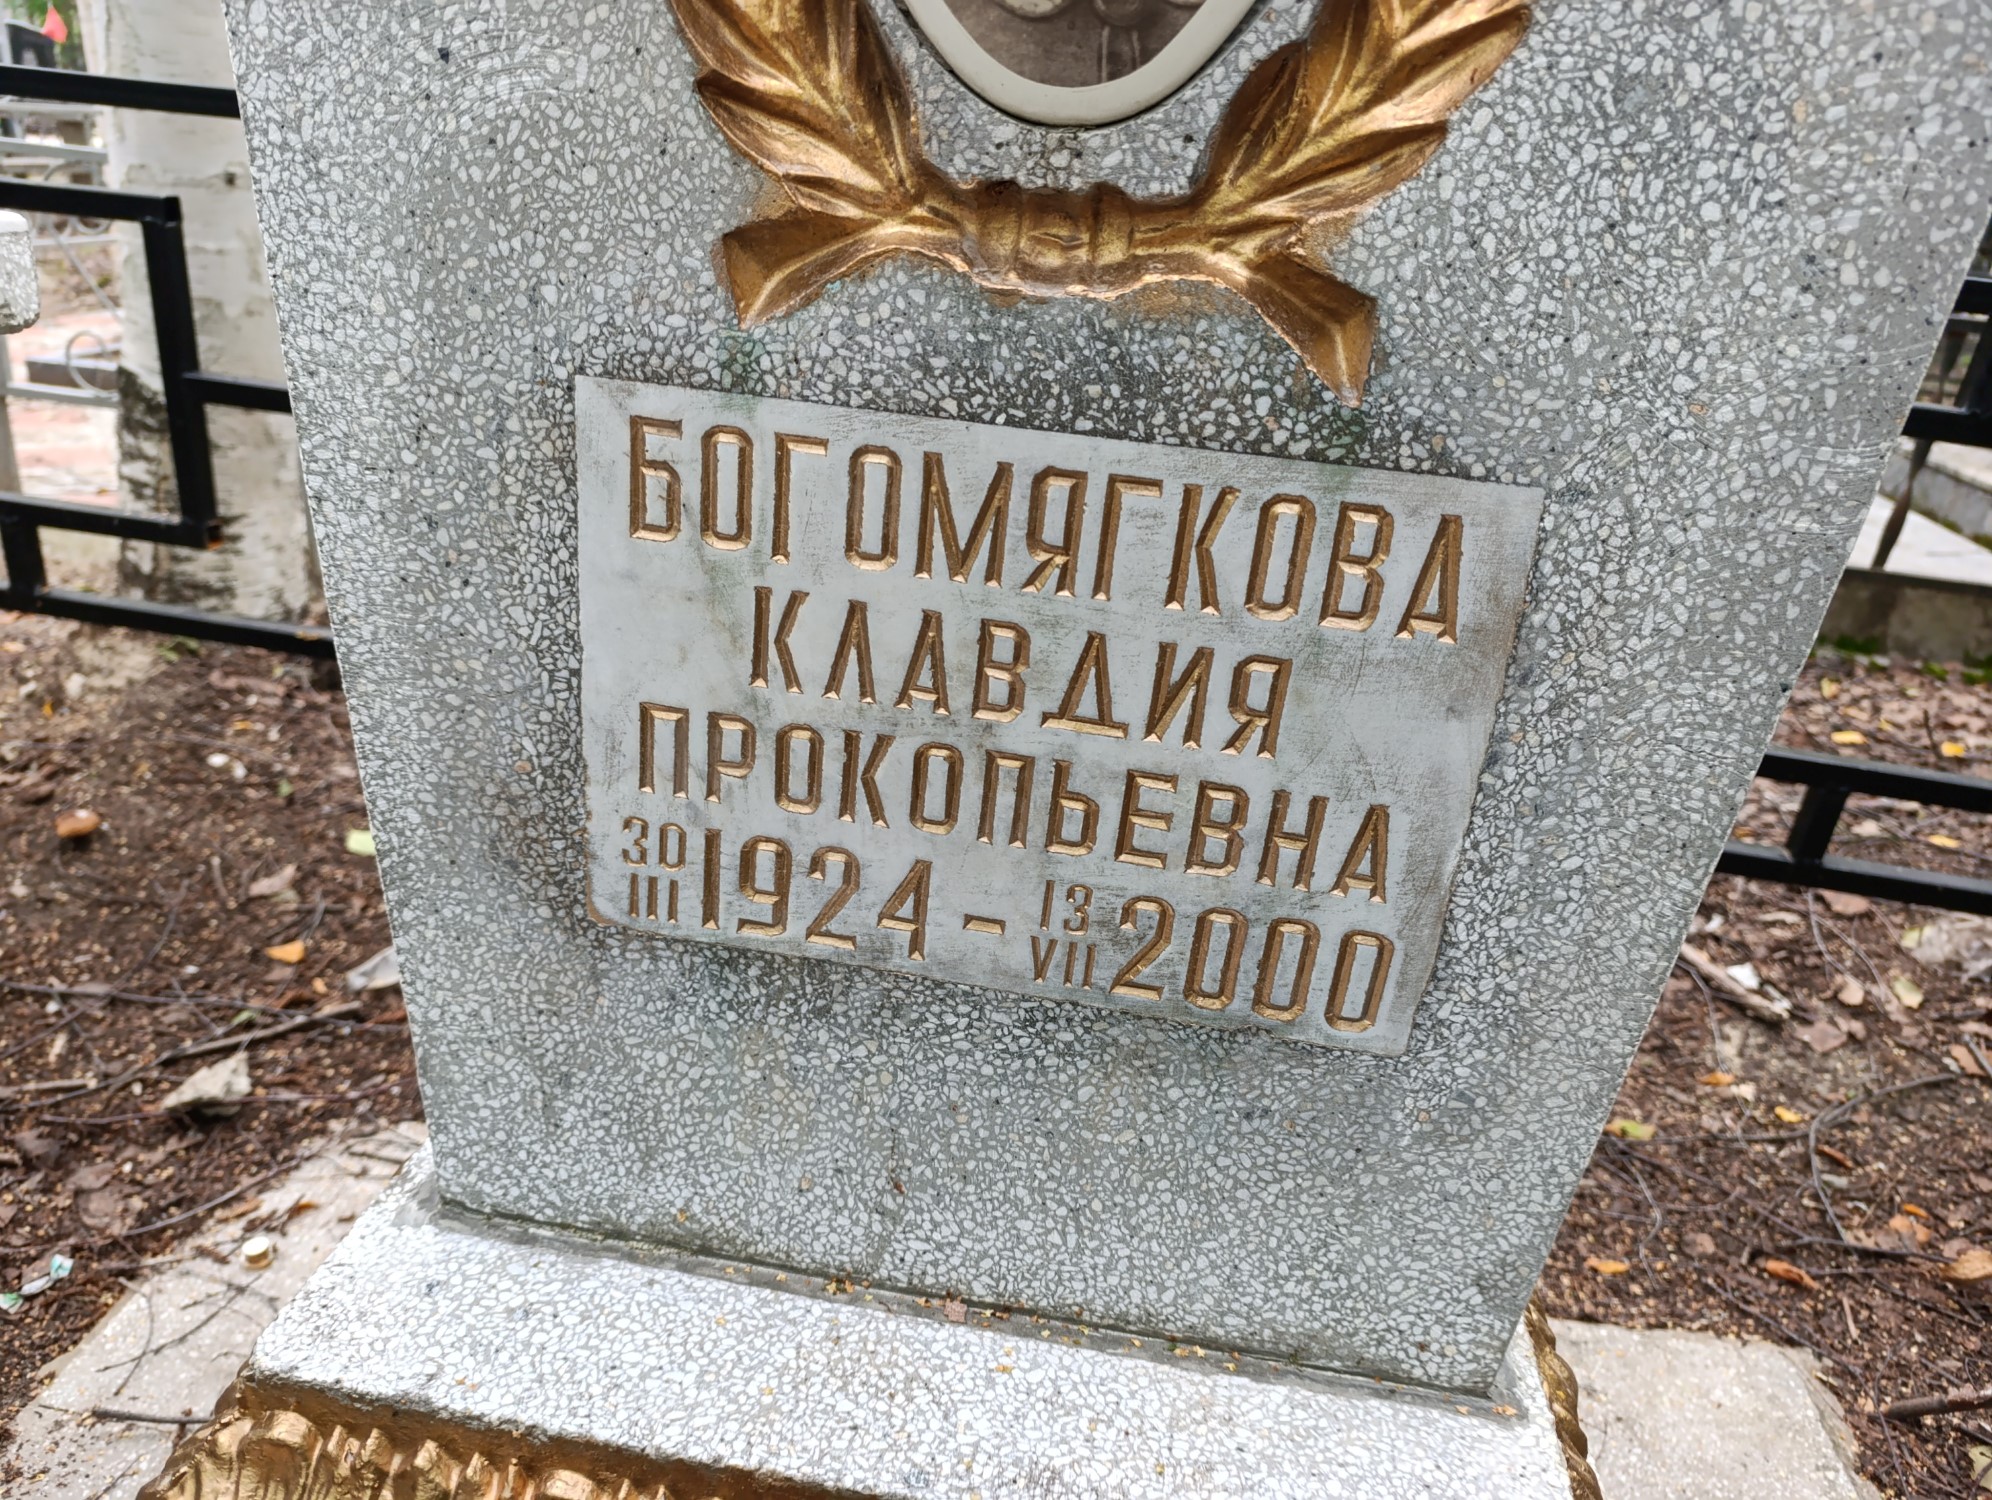 БОГОМЯГКОВА
КЛАВДИЯ
ПРОКОПЬЕВНА
30 III 1924 - 13 VII 2000